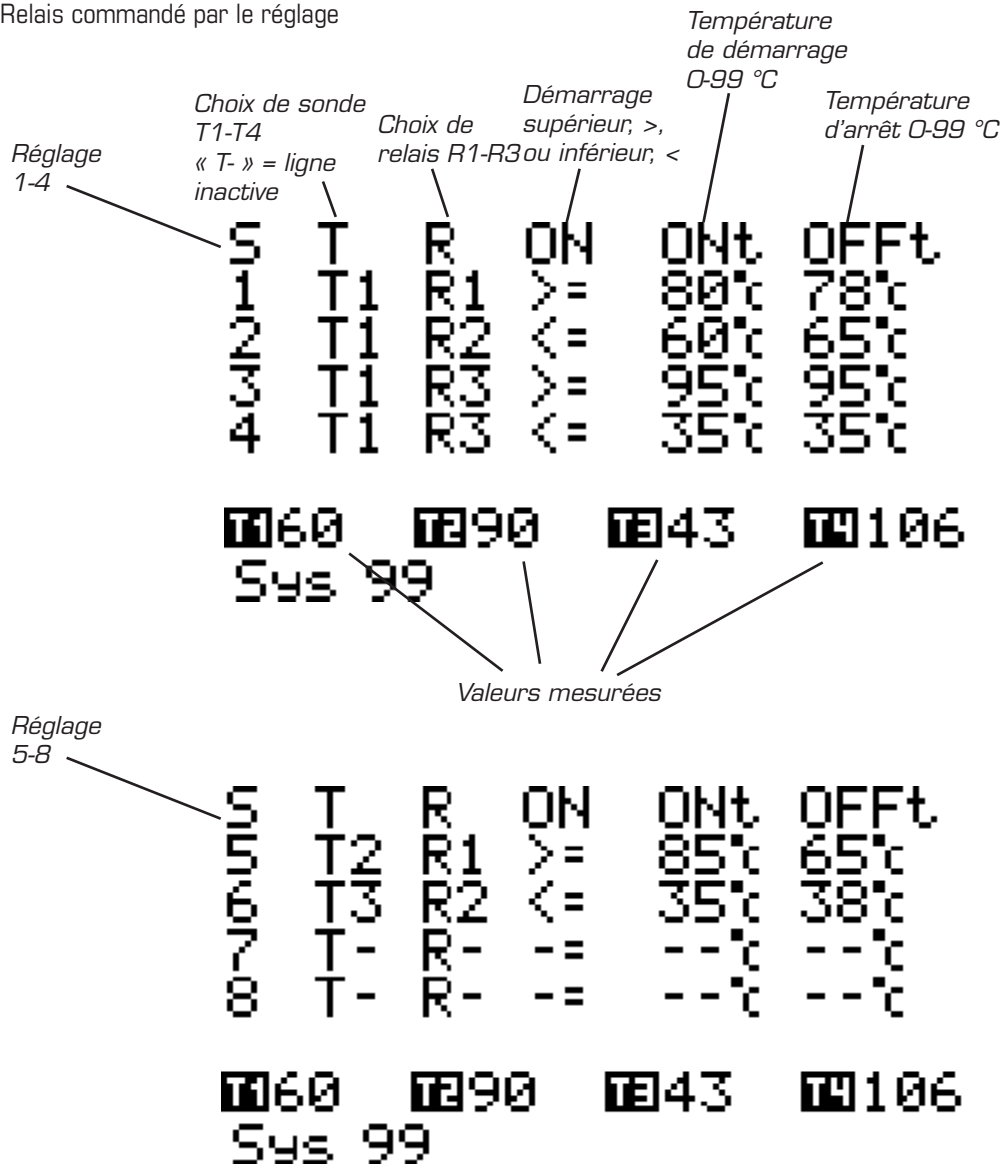 Relais commandé par le réglage
Température
de démarrage
0-99 °C
Choix de sonde
T1-T4
« T- » = ligne
inactive
Choix de
relais R1-R3
Démarrage
supérieur, >,
ou inférieur, <
Température
d'arrêt 0-99 °C
Réglage
1-4
S T R ON ONt OFFt
1 T1 R1 >= 80°c 78°c
2 T1 R2 <= 60°c 65°c
3 T1 R3 >= 95°c 95°c
4 T1 R3 <= 35°c 35°c
T1 60 T2 90 T3 43 T4 106
Sys 99
Valeurs mesurées
Réglage
5-8
S T R ON ONt OFFt
5 T2 R1 >= 85°c 65°c
6 T3 R2 <= 35°c 38°c
7 T- R- -= --°c --°c
8 T- R- -= --°c --°c
T1 60 T2 90 T3 43 T4 106
Sys 99